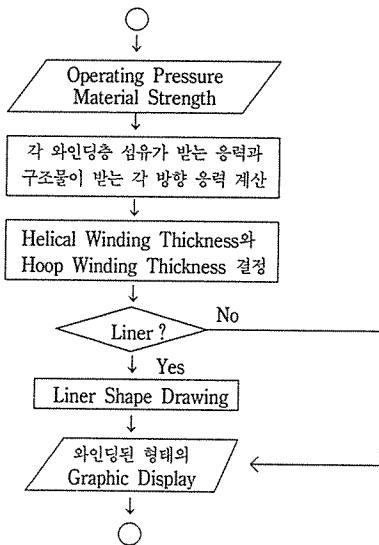 Operating Pressure
Material Strength
각 와인딩층 섬유가 받는 응력과
구조물이 받는 각 방향 응력 계산
Helical Winding Thickness와
Hoop Winding Thickness 결정
Liner ?
No
Yes
Liner Shape Drawing
와인딩된 형태의
Graphic Display